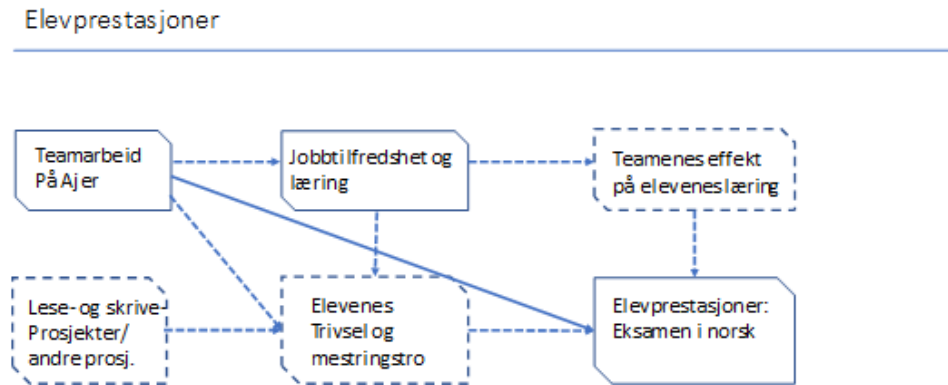 Elevprestasjoner
Teamarbeid
På Ajer
Jobbtilfredshet og
læring
Teamenes effekt
på elevenes læring
Lese- og skrive-
Prosjekter/
andre prosj.
Elevenes
Trivsel og
mestringstro
Elevprestasjoner:
Eksamen i norsk